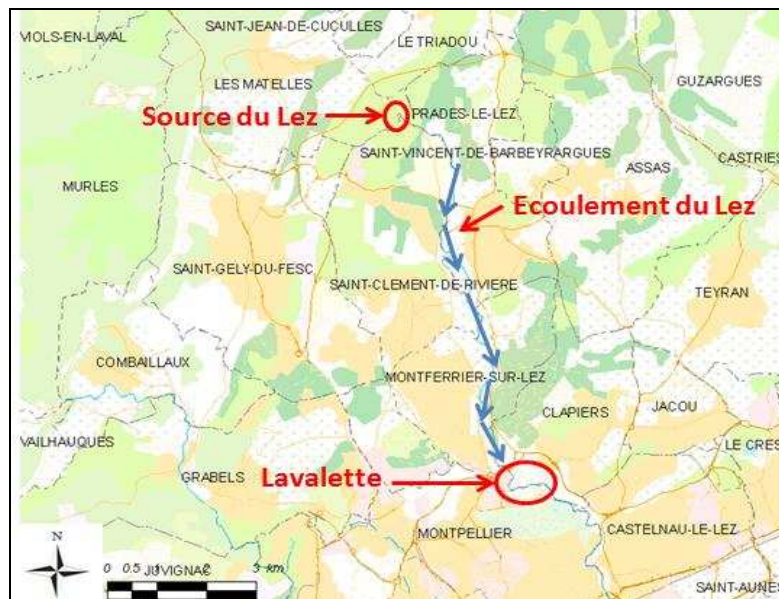 SAINT-JEAN-DE-CUCULLES
MOLS-EN-LAVAL
LE TRIADOU
LES MATELLES
GUZARGUES
Source du Lez
PRADES-LE-LEZ
SAINT-VINCENT-DE-BARBEYRARGUES
ASSAS
CASTRIES
MURLES
Ecoulement du Lez
SAINT-GELY-DU-FESC
SAINT-CLEMENT-DE-RIVIERE
TEYRAN
COMBAILLAUX
MONTFERRIER-SUR-LEZ
CLAPIERS
JACOU
VAILHAUQUES
LE CRES
GRABELS
Lavalette
MONTPELLIER
CASTELNAU-LE-LEZ
N
0 0.5 1 2 3 km
JUVIGNAC
SAINT-AUNES